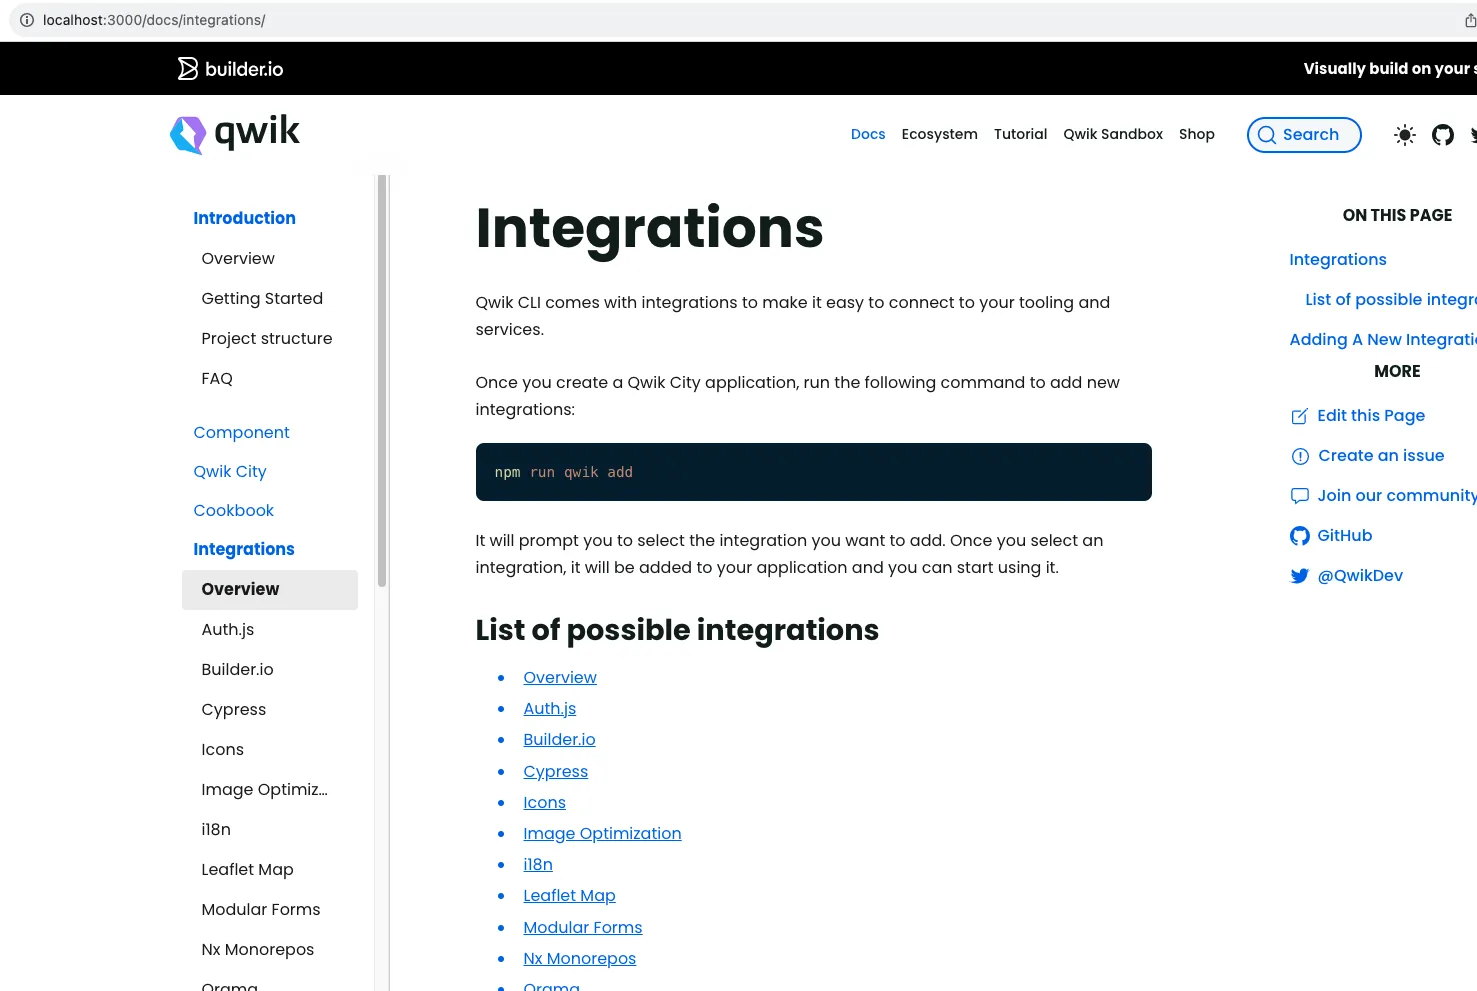 localhost:3000/docs/integrations/
builder.io
Visually build on your
qwik
Docs Ecosystem Tutorial Qwik Sandbox Shop Search
Introduction
Overview
Getting Started
Project structure
FAQ
Component
Qwik City
Cookbook
Integrations
Overview
Auth.js
Builder.io
Cypress
Icons
Image Optimiz...
i18n
Leaflet Map
Modular Forms
Nx Monorepos
Orama
Integrations
Qwik CLI comes with integrations to make it easy to connect to your tooling and
services.
Once you create a Qwik City application, run the following command to add new
integrations:
npm run qwik add
It will prompt you to select the integration you want to add. Once you select an
integration, it will be added to your application and you can start using it.
List of possible integrations
Overview
Auth.js
Builder.io
Cypress
Icons
Image Optimization
i18n
Leaflet Map
Modular Forms
Nx Monorepos
Orama
ON THIS PAGE
Integrations
List of possible integr
Adding A New Integrati
MORE
Edit this Page
Create an issue
Join our community
GitHub
@QwikDev